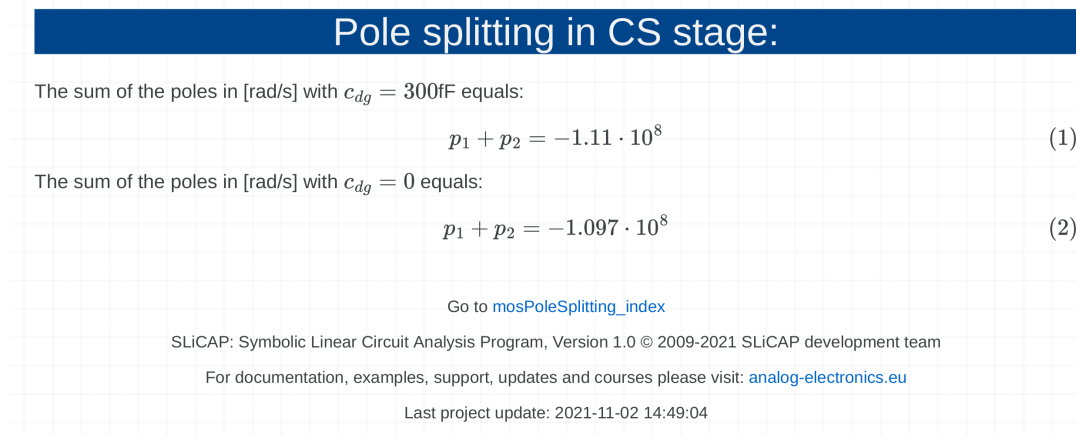 Pole splitting in CS stage:
The sum of the poles in [rad/s] with c_{dg} = 300fF equals:
p_1 + p_2 = −1.11 · 10^8 (1)
The sum of the poles in [rad/s] with c_{dg} = 0 equals:
p_1 + p_2 = −1.097 · 10^8 (2)
Go to mosPoleSplitting_index
SLiCAP: Symbolic Linear Circuit Analysis Program, Version 1.0 © 2009-2021 SLiCAP development team
For documentation, examples, support, updates and courses please visit: analog-electronics.eu
Last project update: 2021-11-02 14:49:04